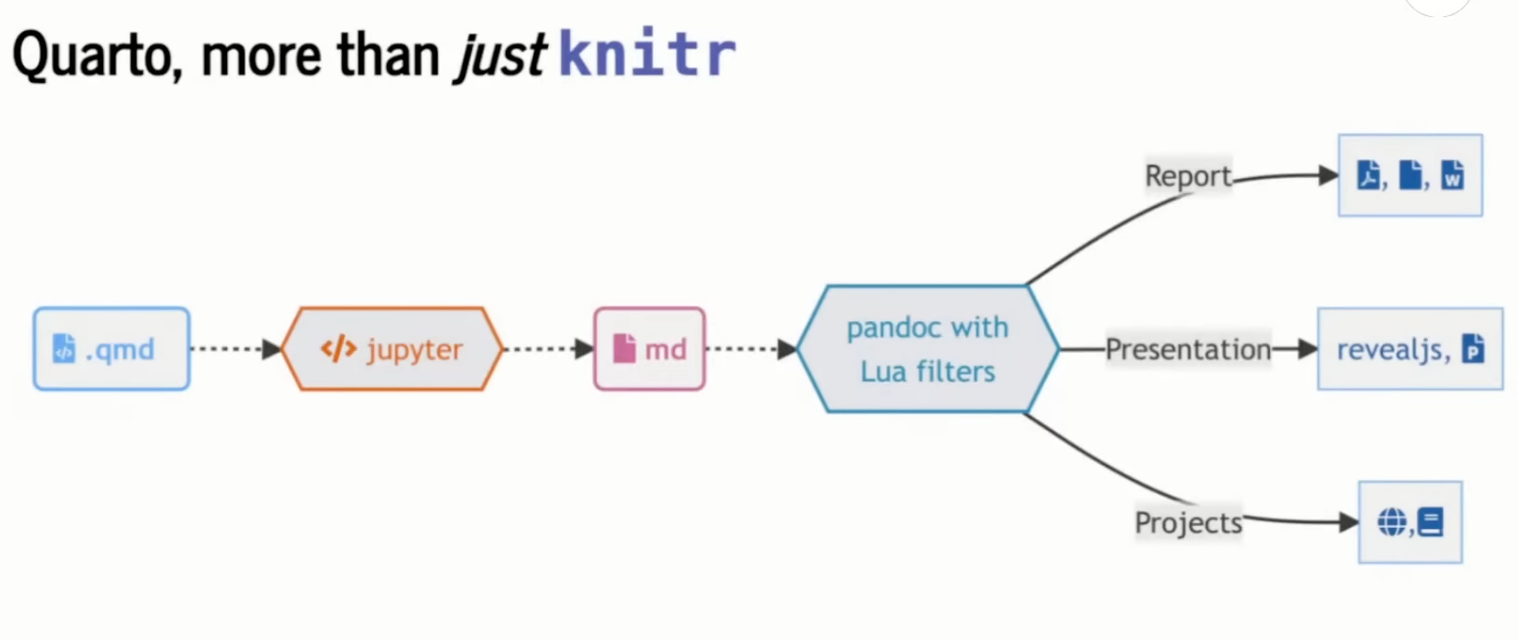 Quarto, more than just knitr
Report
, ,
.qmd
</> jupyter
md
pandoc with
Lua filters
Presentation
revealjs,
Projects
,